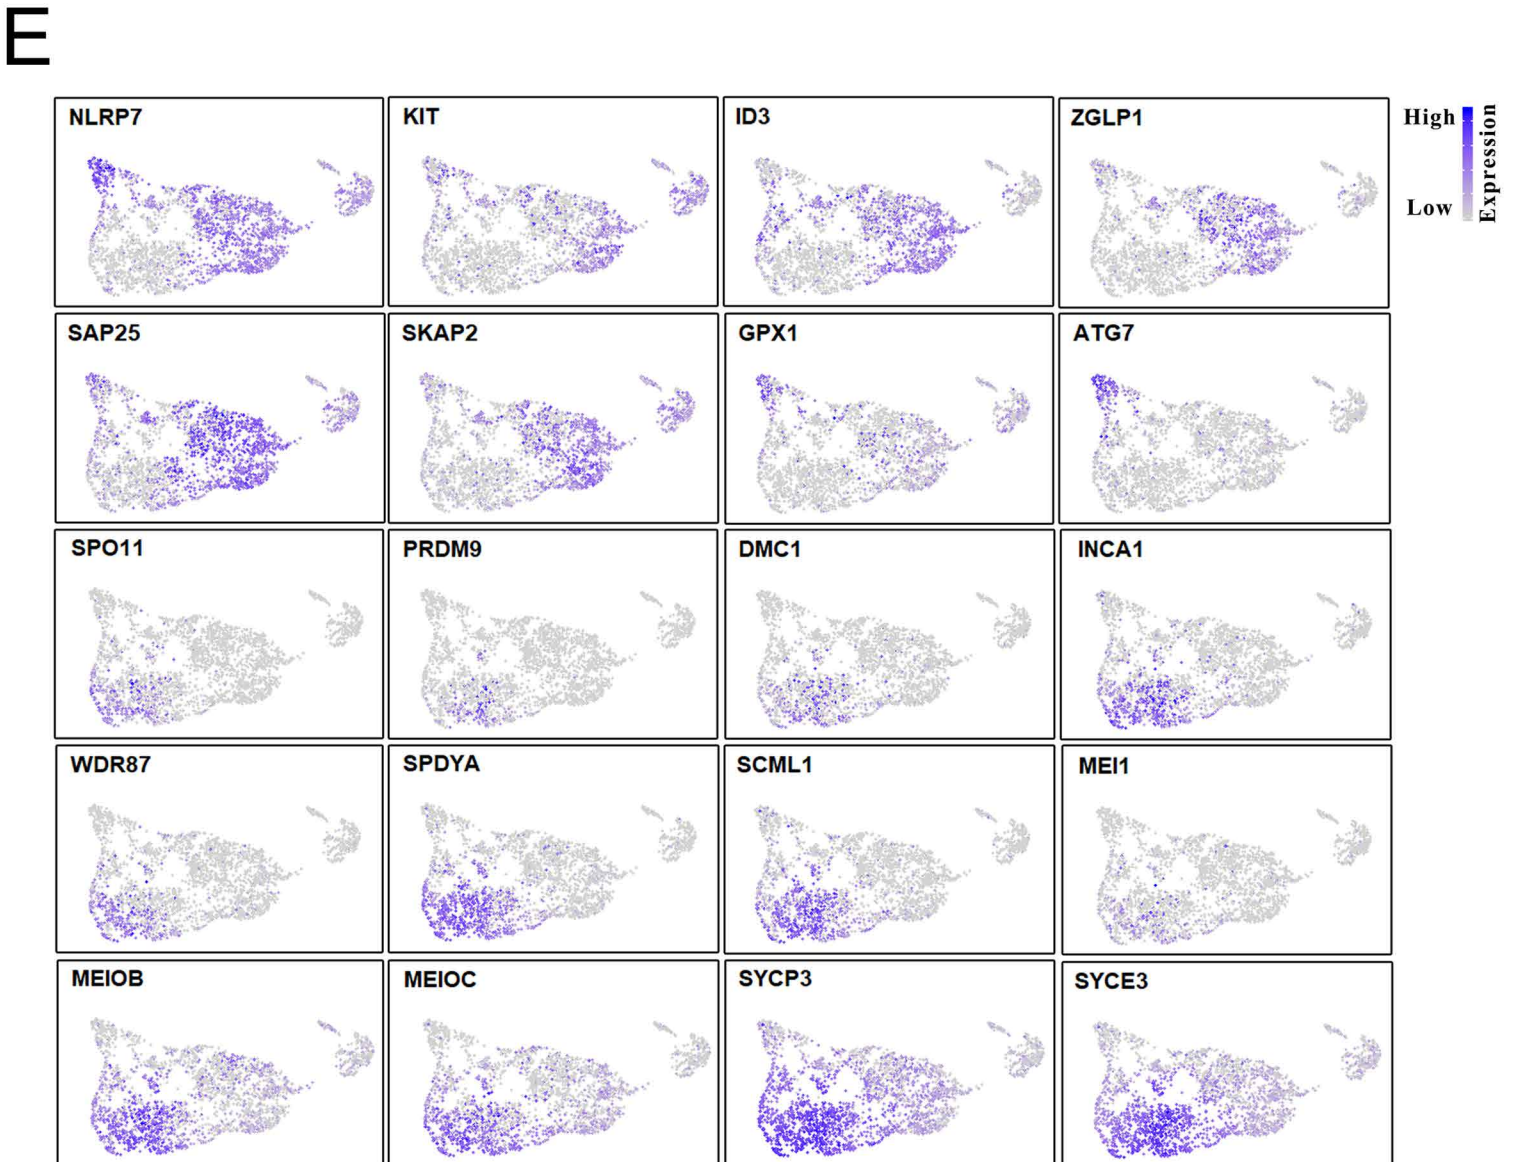 E
NLRP7
KIT
ID3
ZGLP1
High
Low
Expression
SAP25
SKAP2
GPX1
ATG7
SPO11
PRDM9
DMC1
INCA1
WDR87
SPDYA
SCML1
MEI1
MEIOB
MEIOC
SYCP3
SYCE3